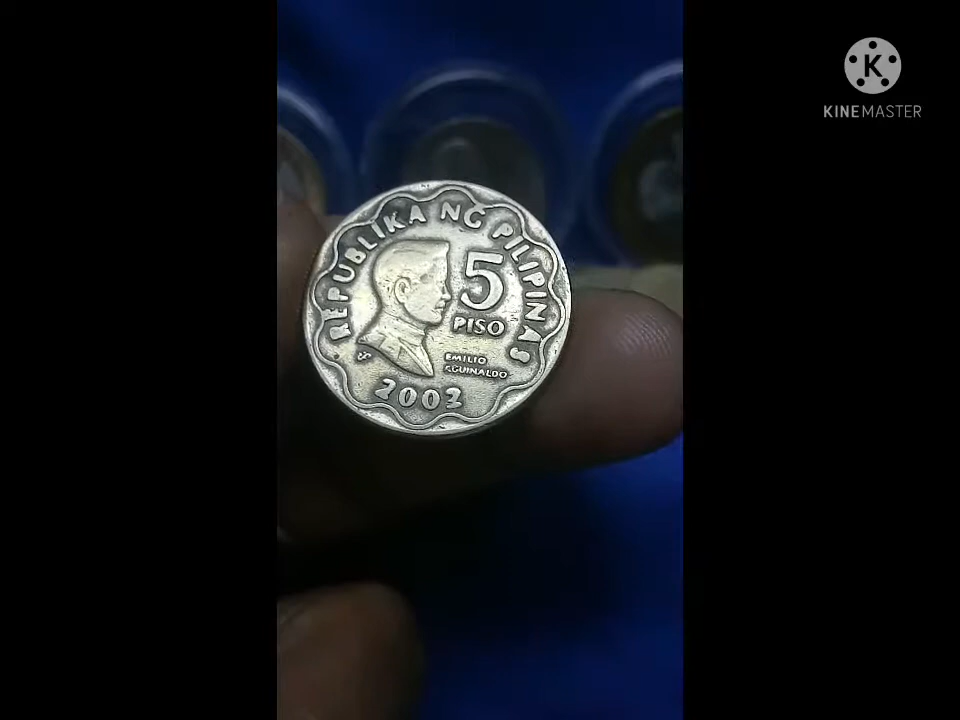 K
KINEMASTER
REPUBLIKA NG PILIPINAS
5
PISO
EMILIO
AGUINALDO
2003